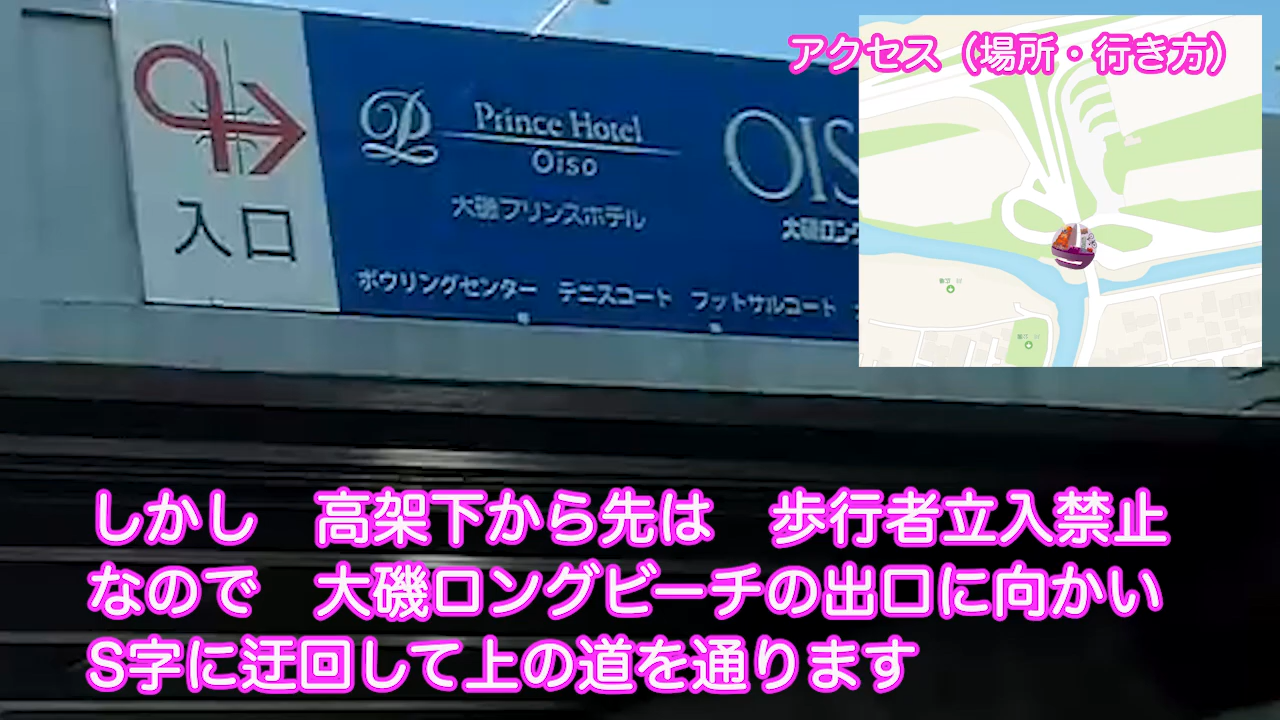 アクセス（場所・行き方）
入口
Prince Hotel
Oiso
大磯プリンスホテル
OIS
大磯ロング
ボウリングセンター テニスコート フットサルコート
しかし 高架下から先は 歩行者立入禁止
なので 大磯ロングビーチの出口に向かい
S字に迂回して上の道を通ります